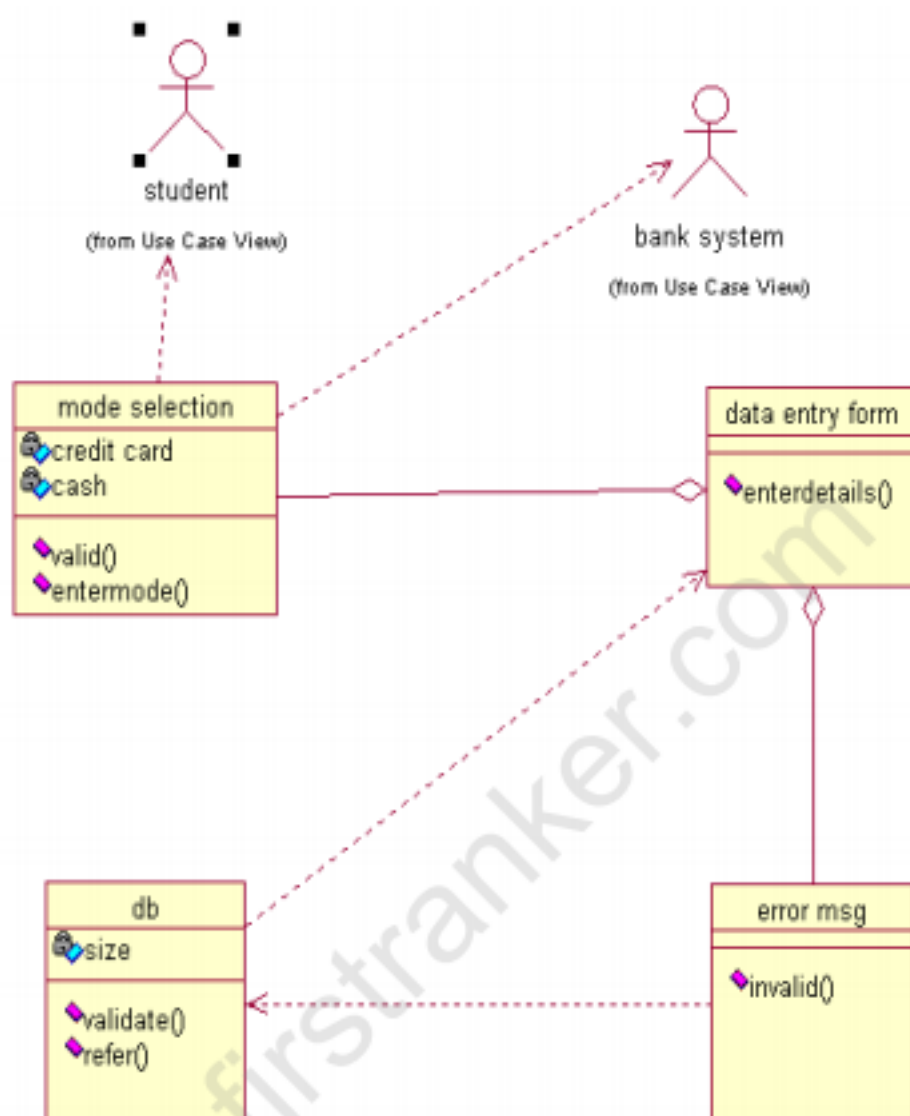 student
(from Use Case View)
bank system
(from Use Case View)
mode selection
credit card
cash
valid()
entermode()
data entry form
enterdetails()
db
size
validate()
refer()
error msg
invalid()
firstranker.com